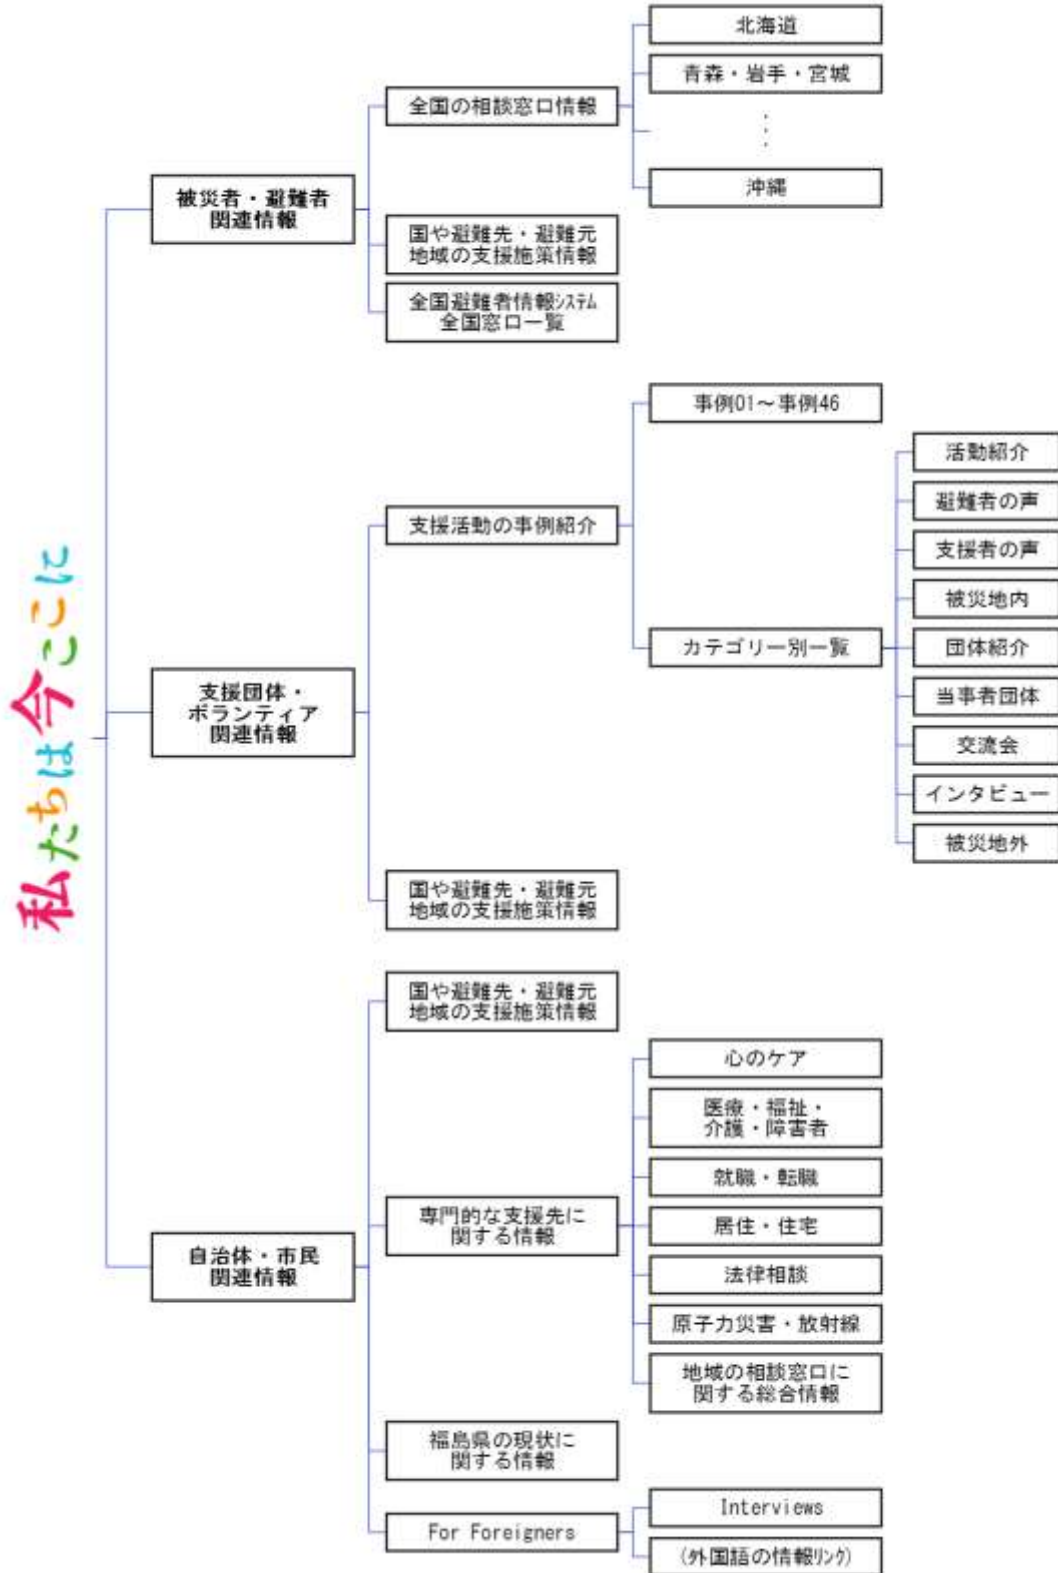 私たちは今ここに
被災者・避難者
関連情報
全国の相談窓口情報
北海道
青森・岩手・宮城
⋮
沖縄
国や避難先・避難元
地域の支援施策情報
全国避難者情報ｼｽﾃﾑ
全国窓口一覧
支援団体・
ボランティア
関連情報
支援活動の事例紹介
事例01～事例46
カテゴリー別一覧
活動紹介
避難者の声
支援者の声
被災地内
団体紹介
当事者団体
交流会
インタビュー
被災地外
国や避難先・避難元
地域の支援施策情報
自治体・市民
関連情報
国や避難先・避難元
地域の支援施策情報
専門的な支援先に
関する情報
心のケア
医療・福祉・
介護・障害者
就職・転職
居住・住宅
法律相談
原子力災害・放射線
地域の相談窓口に
関する総合情報
福島県の現状に
関する情報
For Foreigners
Interviews
(外国語の情報ﾘﾝｸ)